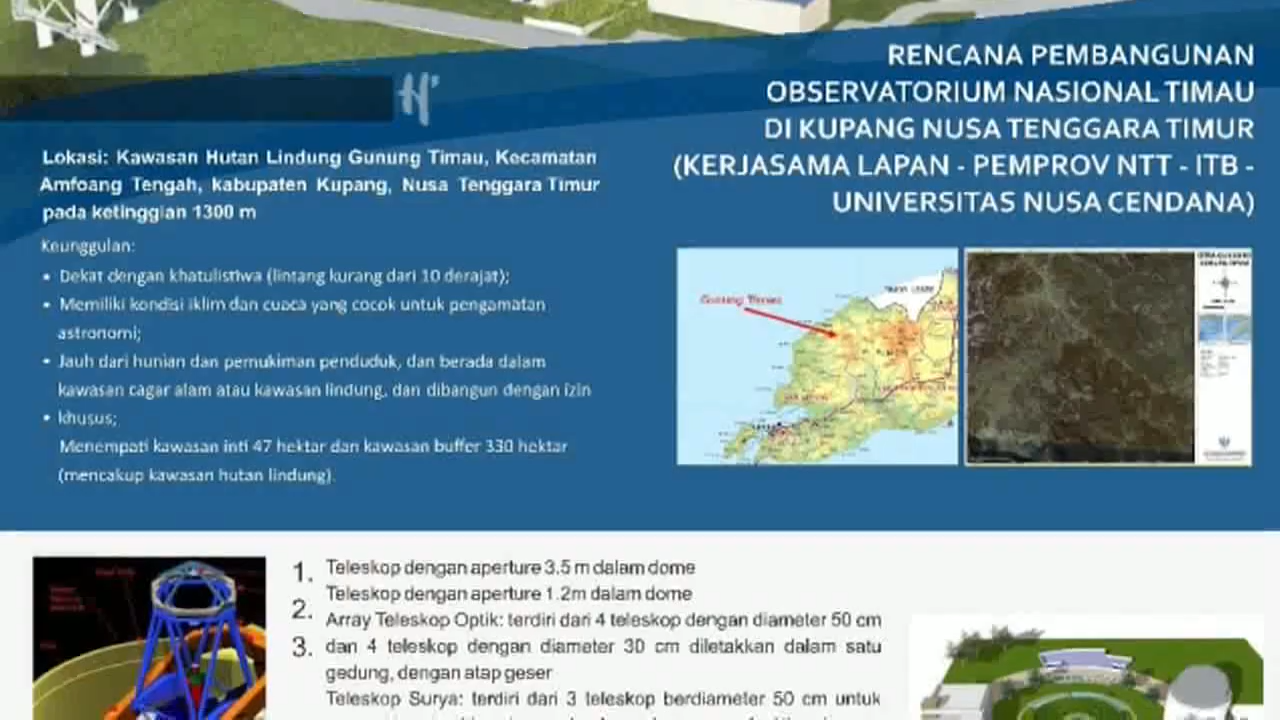 RENCANA PEMBANGUNAN
OBSERVATORIUM NASIONAL TIMAU
DI KUPANG NUSA TENGGARA TIMUR
(KERJASAMA LAPAN - PEMPROV NTT - ITB -
UNIVERSITAS NUSA CENDANA)
Lokasi: Kawasan Hutan Lindung Gunung Timau, Kecamatan
Amfoang Tengah, kabupaten Kupang, Nusa Tenggara Timur
pada ketinggian 1300 m
Keunggulan:
• Dekat dengan khatulistiwa (lintang kurang dari 10 derajat);
• Memiliki kondisi iklim dan cuaca yang cocok untuk pengamatan
astronomi;
• Jauh dari hunian dan pemukiman penduduk, dan berada dalam
kawasan cagar alam atau kawasan lindung, dan dibangun dengan izin
• khusus;
Menempati kawasan inti 47 hektar dan kawasan buffer 330 hektar
(mencakup kawasan hutan lindung).
Gunung Timau
1. Teleskop dengan aperture 3.5 m dalam dome
Teleskop dengan aperture 1.2m dalam dome
2. Array Teleskop Optik: terdiri dari 4 teleskop dengan diameter 50 cm
3. dan 4 teleskop dengan diameter 30 cm diletakkan dalam satu
gedung, dengan atap geser
Teleskop Surya: terdiri dari 3 teleskop berdiameter 50 cm untuk